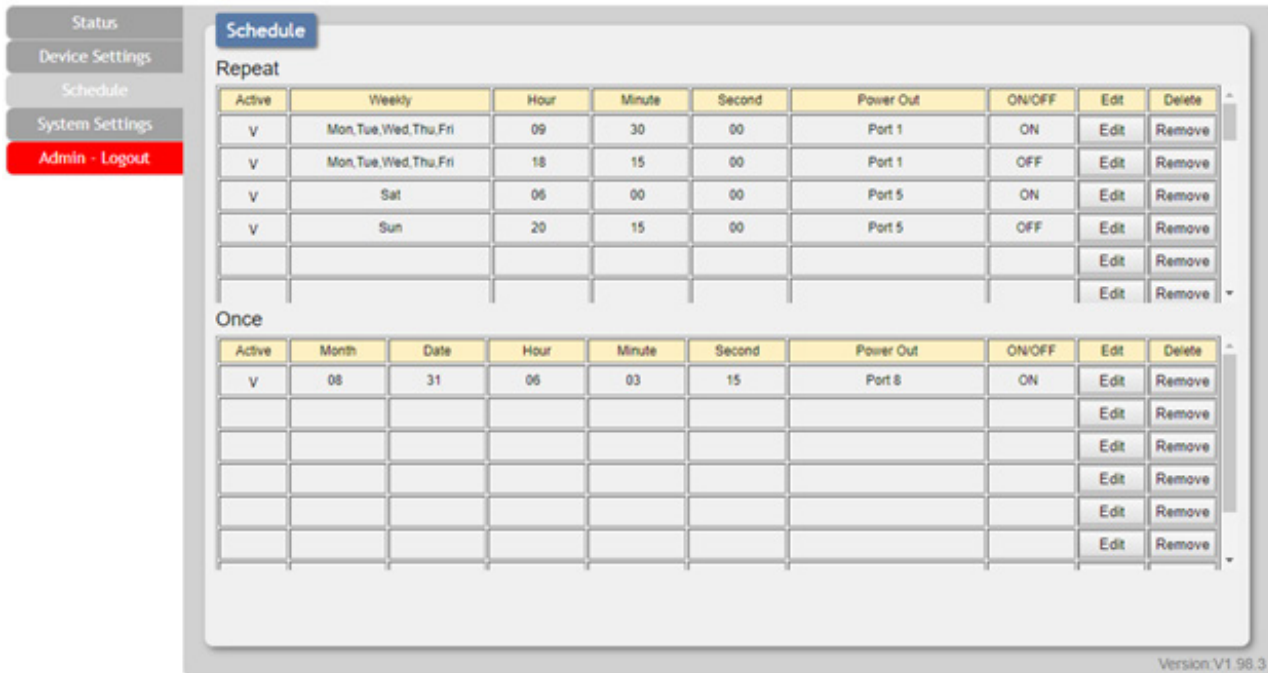 Status
Device Settings
Schedule
System Settings
Admin - Logout
Schedule
Repeat
Active Weekly Hour Minute Second Power Out ON/OFF Edit Delete
V Mon,Tue,Wed,Thu,Fri 09 30 00 Port 1 ON Edit Remove
V Mon,Tue,Wed,Thu,Fri 18 15 00 Port 1 OFF Edit Remove
V Sat 06 00 00 Port 5 ON Edit Remove
V Sun 20 15 00 Port 5 OFF Edit Remove
Edit Remove
Edit Remove
Once
Active Month Date Hour Minute Second Power Out ON/OFF Edit Delete
V 08 31 06 03 15 Port 8 ON Edit Remove
Edit Remove
Edit Remove
Edit Remove
Edit Remove
Edit Remove
Version:V1.98.3